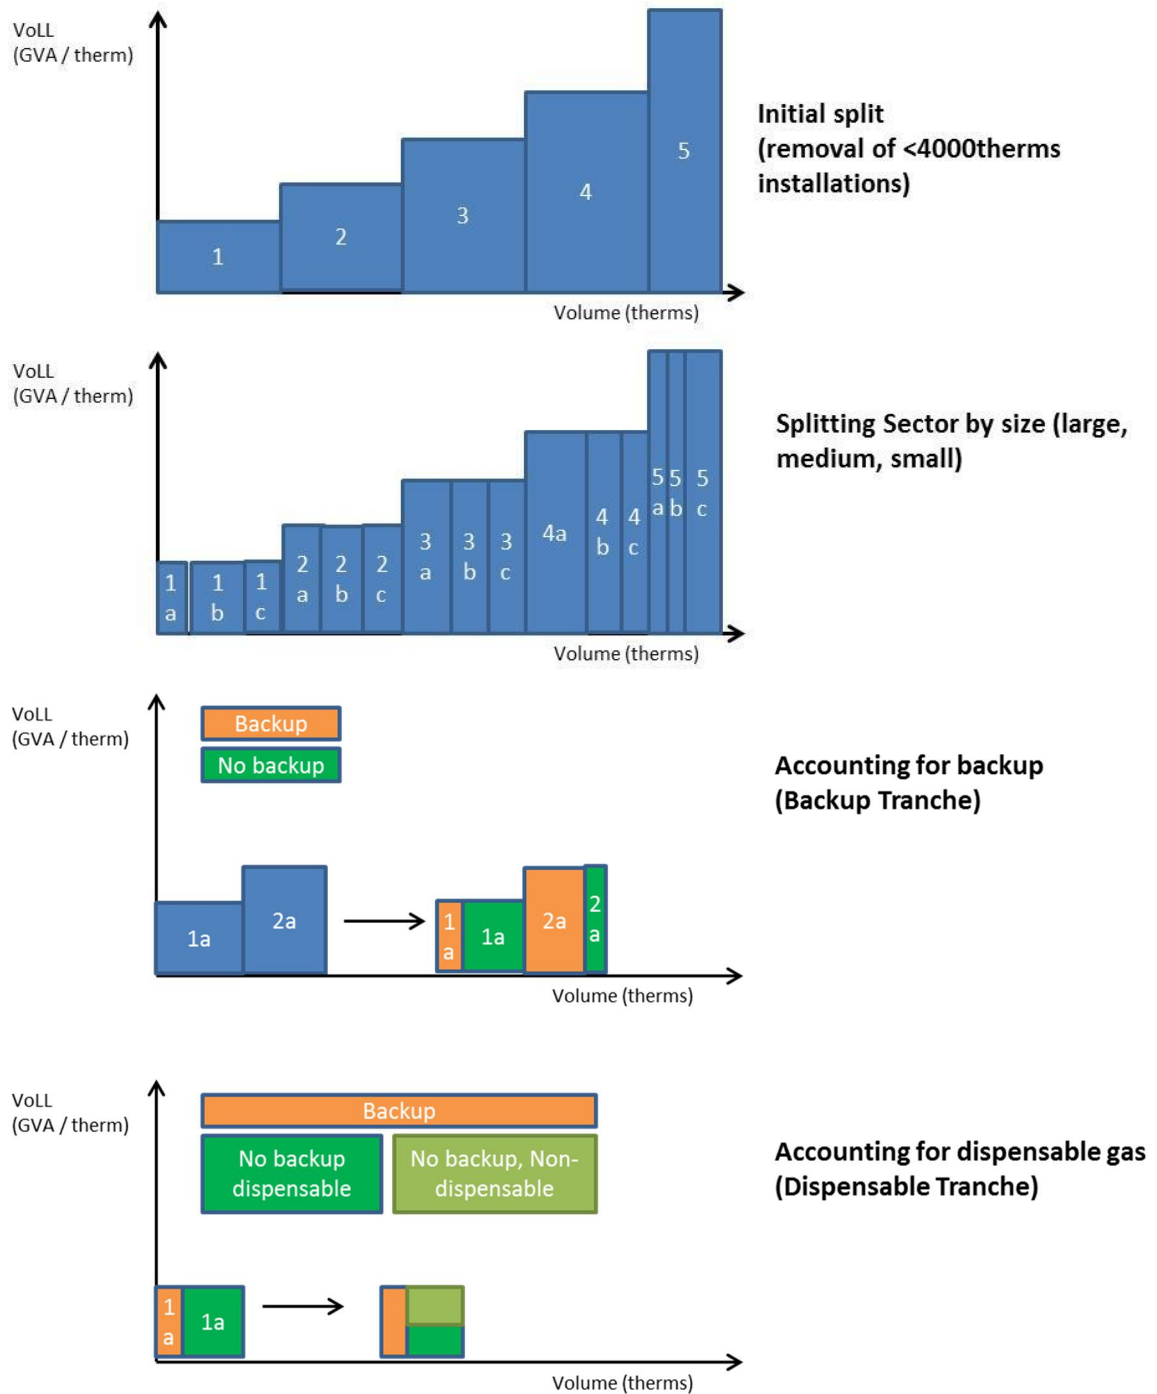 VoLL
(GVA / therm)
1
2
3
4
5
Volume (therms)
Initial split
(removal of <4000therms
installations)
VoLL
(GVA / therm)
1
a
1
b
1
c
2
a
2
b
2
c
3
a
3
b
3
c
4a
4
b
4
c
5
a
5
b
5
c
Volume (therms)
Splitting Sector by size (large,
medium, small)
VoLL
(GVA / therm)
Backup
No backup
1a
2a
1
a
1a
2a
2
a
Volume (therms)
Accounting for backup
(Backup Tranche)
VoLL
(GVA / therm)
Backup
No backup
dispensable
No backup, Non-
dispensable
1
a
1a
Volume (therms)
Accounting for dispensable gas
(Dispensable Tranche)